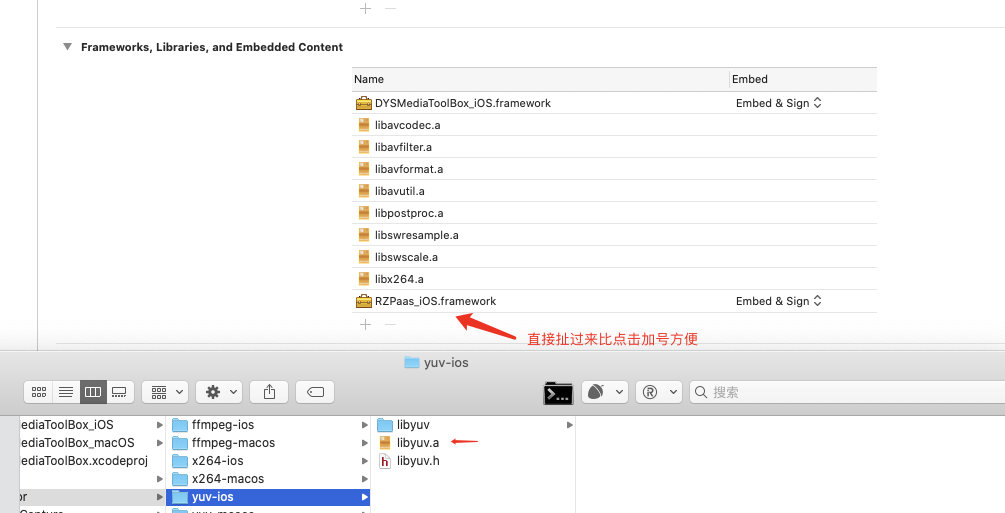 Frameworks, Libraries, and Embedded Content
Name Embed
DYSMediaToolBox_iOS.framework Embed & Sign
libavcodec.a
libavfilter.a
libavformat.a
libavutil.a
libpostproc.a
libswresample.a
libswscale.a
libx264.a
RZPaas_iOS.framework Embed & Sign
直接扯过来比点击加号方便
yuv-ios
搜索
ediaToolBox_iOS ffmpeg-ios libyuv
ediaToolBox_macOS ffmpeg-macos libyuv.a
ediaToolBox.xcodeproj x264-ios libyuv.h
x264-macos
or yuv-ios